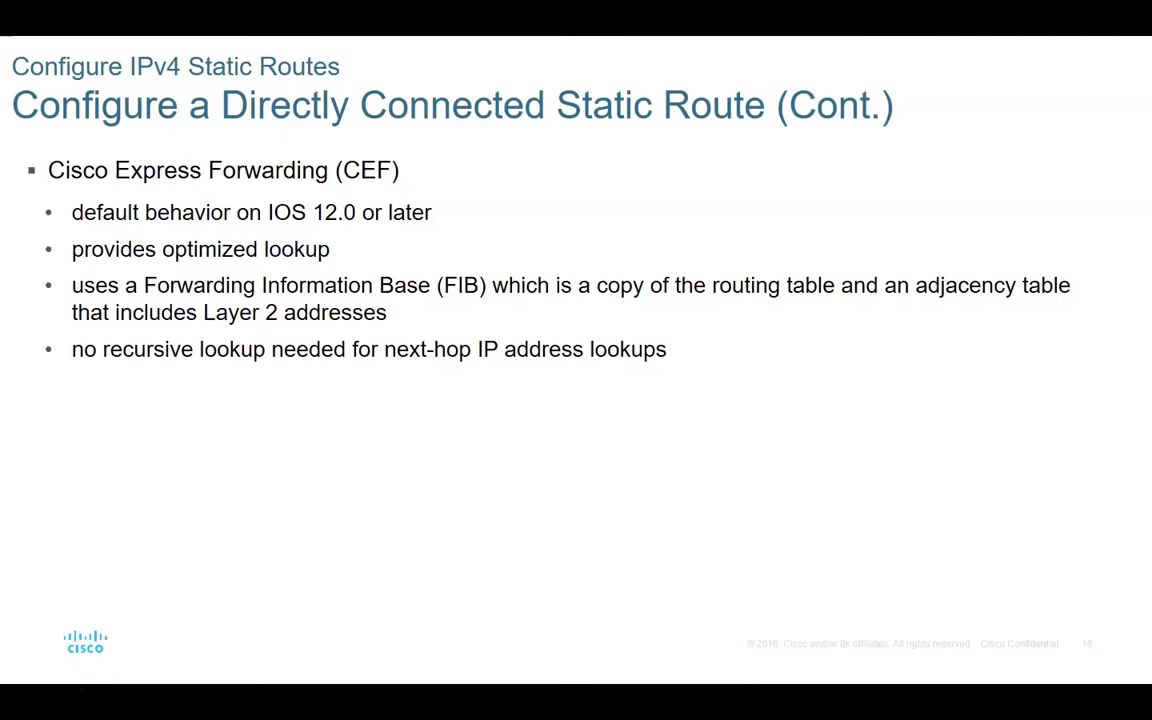 Configure IPv4 Static Routes
Configure a Directly Connected Static Route (Cont.)
▪ Cisco Express Forwarding (CEF)
• default behavior on IOS 12.0 or later
• provides optimized lookup
• uses a Forwarding Information Base (FIB) which is a copy of the routing table and an adjacency table
that includes Layer 2 addresses
• no recursive lookup needed for next-hop IP address lookups
CISCO
© 2016 Cisco and/or its affiliates. All rights reserved Cisco Confidential 18